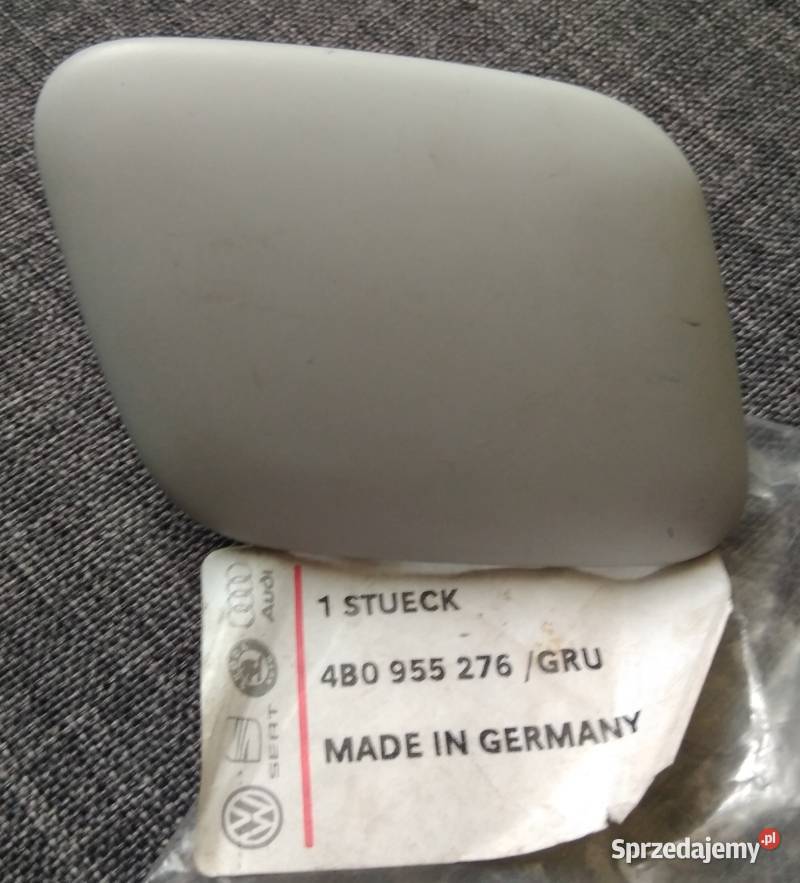 1 STUECK
4B0 955 276 /GRU
MADE IN GERMANY
Audi
SEAT
Sprzedajemy.pl